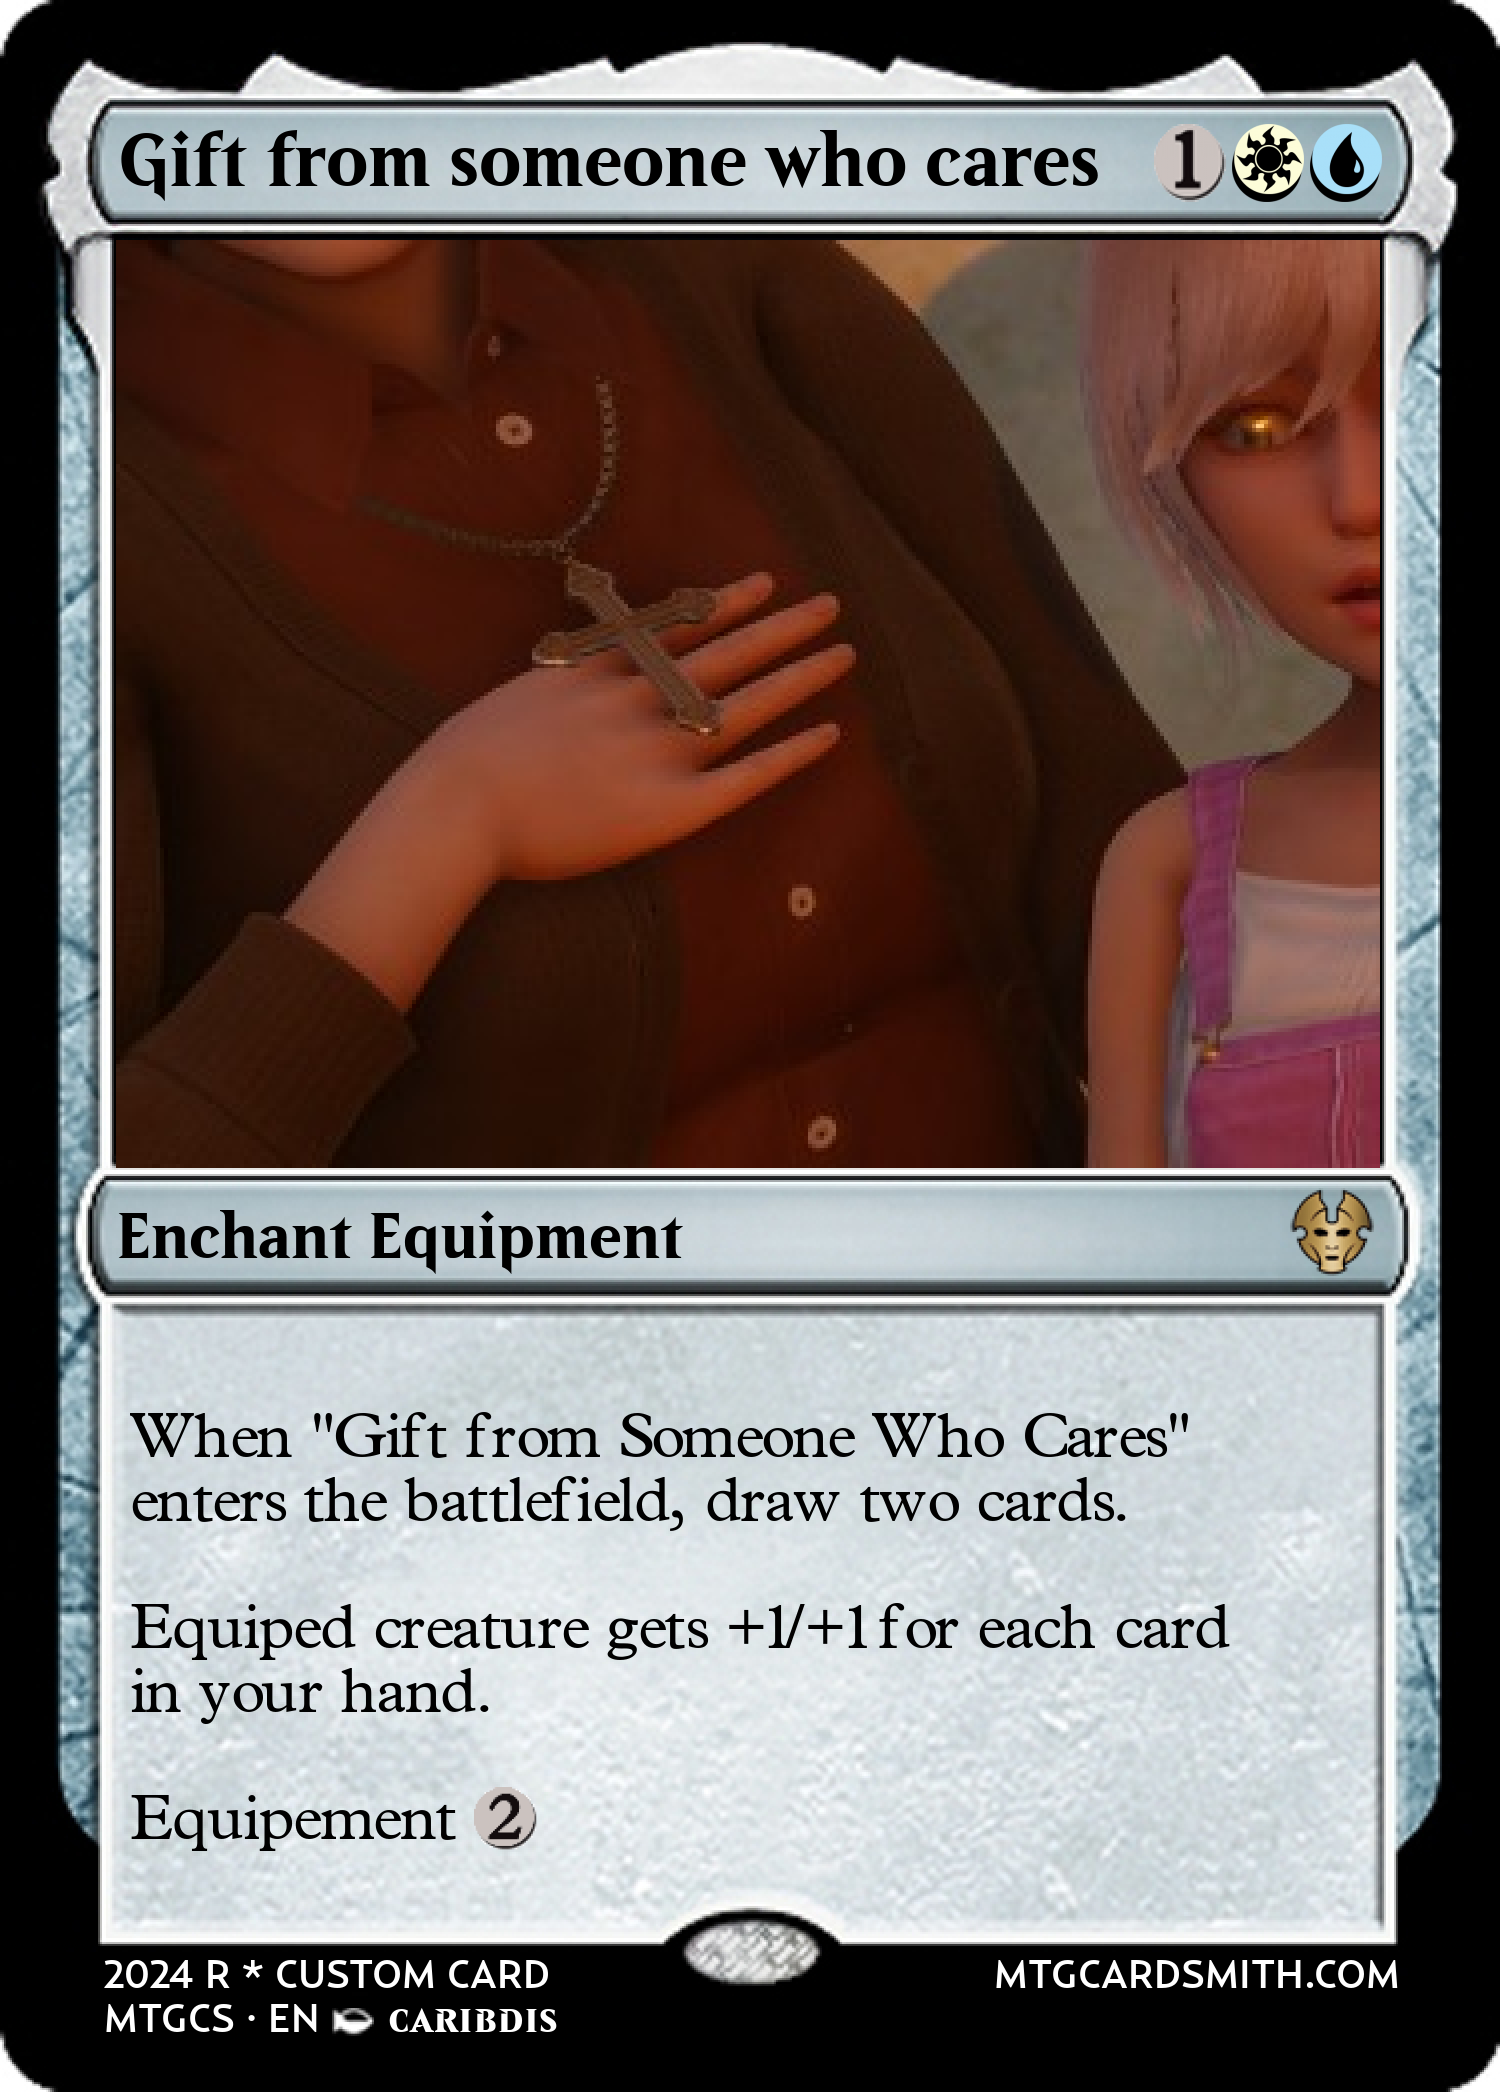 Gift from someone who cares 1
Enchant Equipment
When "Gift from Someone Who Cares"
enters the battlefield, draw two cards.
Equiped creature gets +1/+1 for each card
in your hand.
Equipement 2
2024 R * CUSTOM CARD
MTGCARDSMITH.COM
MTGCS · EN CARIBDIS